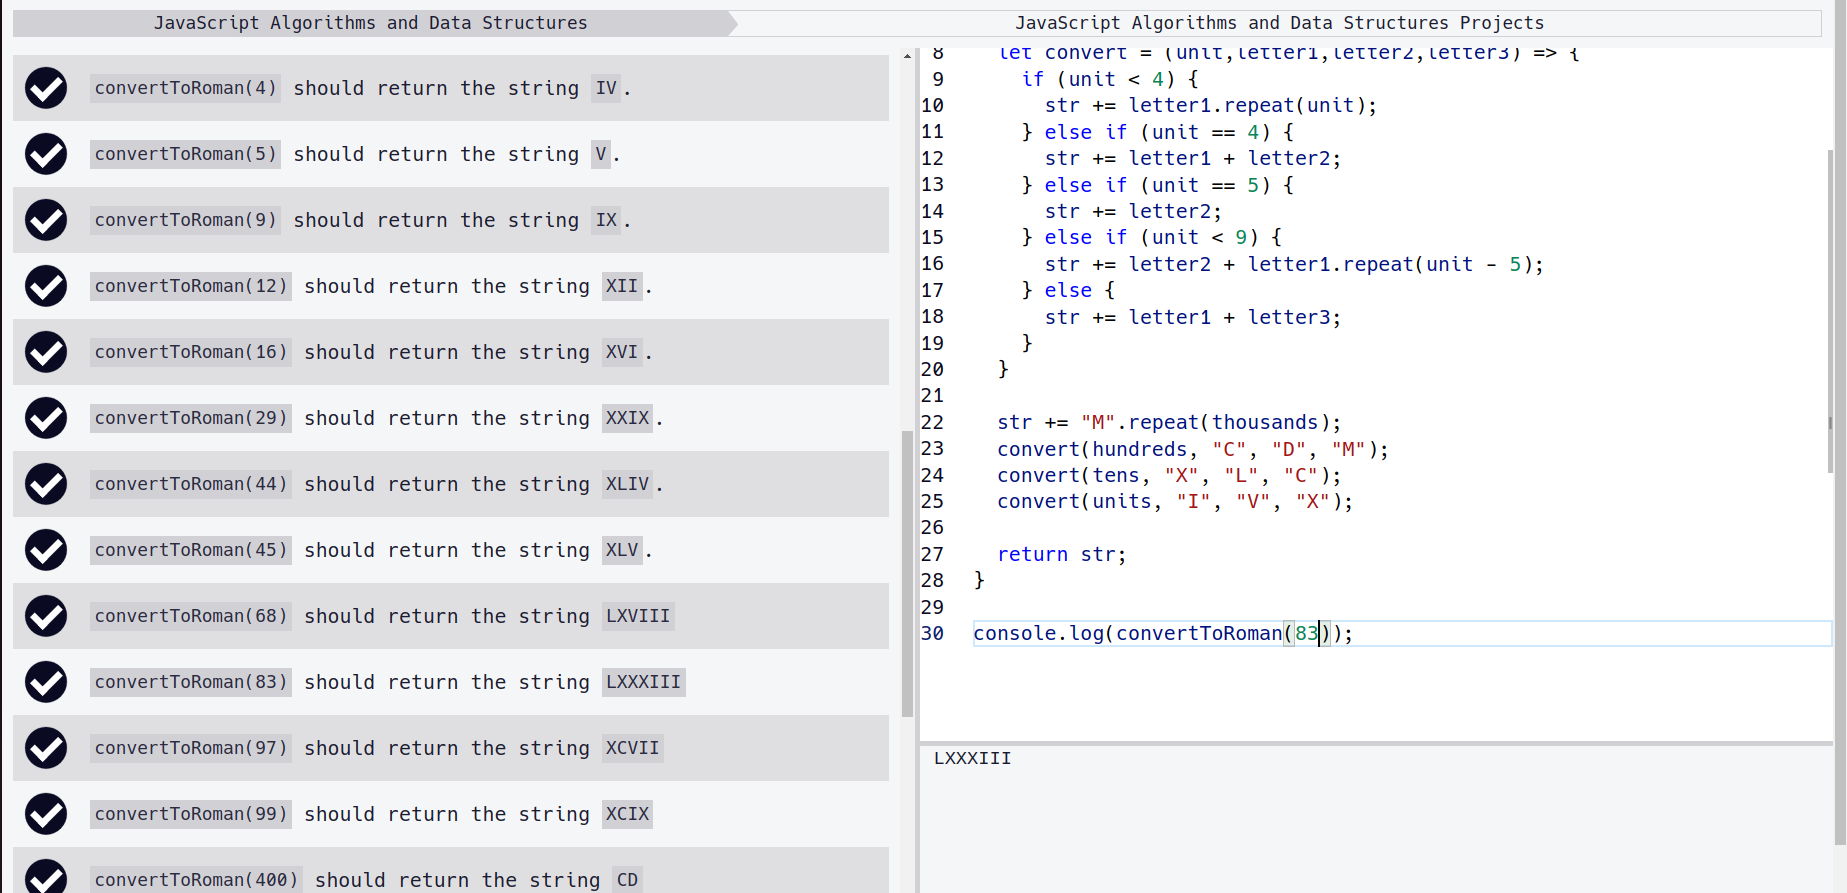 JavaScript Algorithms and Data Structures
JavaScript Algorithms and Data Structures Projects
convertToRoman(4) should return the string IV.
convertToRoman(5) should return the string V.
convertToRoman(9) should return the string IX.
convertToRoman(12) should return the string XII.
convertToRoman(16) should return the string XVI.
convertToRoman(29) should return the string XXIX.
convertToRoman(44) should return the string XLIV.
convertToRoman(45) should return the string XLV.
convertToRoman(68) should return the string LXVIII
convertToRoman(83) should return the string LXXXIII
convertToRoman(97) should return the string XCVII
convertToRoman(99) should return the string XCIX
convertToRoman(400) should return the string CD
8 let convert = (unit,letter1,letter2,letter3) => {
9 if (unit < 4) {
10 str += letter1.repeat(unit);
11 } else if (unit == 4) {
12 str += letter1 + letter2;
13 } else if (unit == 5) {
14 str += letter2;
15 } else if (unit < 9) {
16 str += letter2 + letter1.repeat(unit - 5);
17 } else {
18 str += letter1 + letter3;
19 }
20 }
21
22 str += "M".repeat(thousands);
23 convert(hundreds, "C", "D", "M");
24 convert(tens, "X", "L", "C");
25 convert(units, "I", "V", "X");
26
27 return str;
28 }
29
30 console.log(convertToRoman(83));
LXXXIII